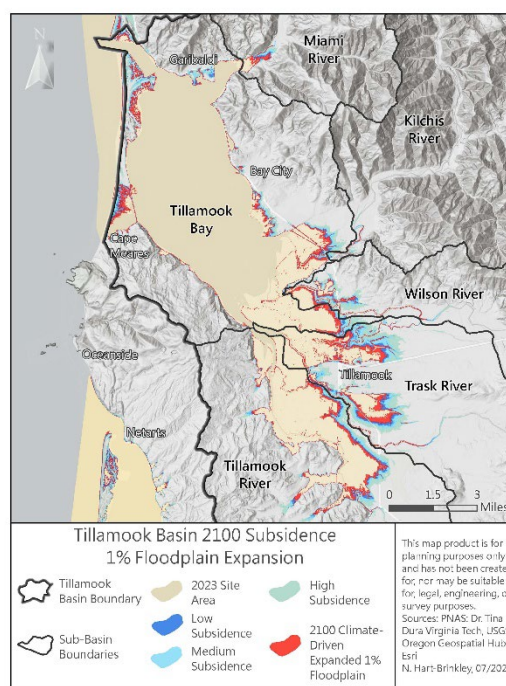 N
Garibaldi
Miami
River
Kilchis
River
Bay City
Tillamook
Bay
Cape
Meares
Wilson River
Oceanside
Tillamook
Trask River
Netarts
Tillamook
River
0 1.5 3
Miles
Tillamook Basin 2100 Subsidence
1% Floodplain Expansion
Tillamook
Basin Boundary
Sub-Basin
Boundaries
2023 Site
Area
Low
Subsidence
Medium
Subsidence
High
Subsidence
2100 Climate-
Driven
Expanded 1%
Floodplain
This map product is for
planning purposes only
and has not been create
for, nor may be suitable
for, legal, engineering, o
survey purposes.
Sources: PNAS: Dr. Tina
Dura Virginia Tech, USG
Oregon Geospatial Hub
Esri
N. Hart-Brinkley, 07/202